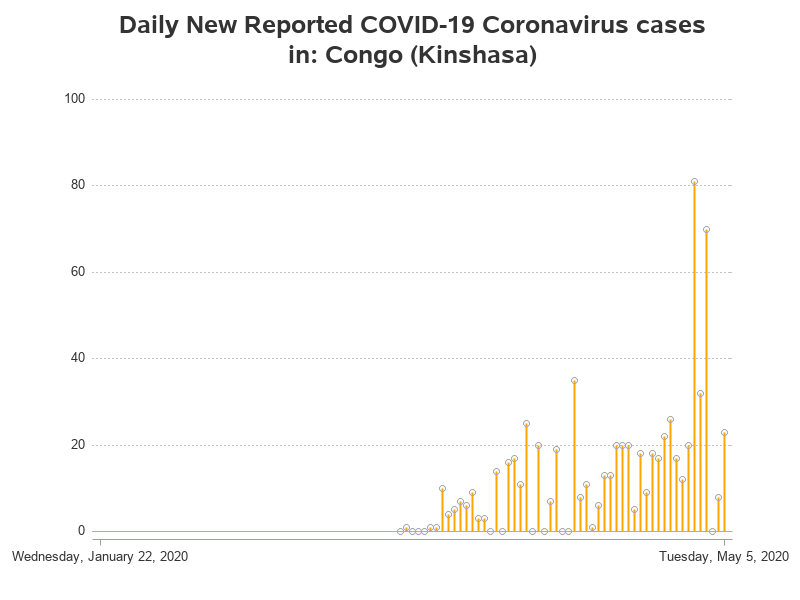 Daily New Reported COVID-19 Coronavirus cases
in: Congo (Kinshasa)
100
80
60
40
20
0
Wednesday, January 22, 2020
Tuesday, May 5, 2020